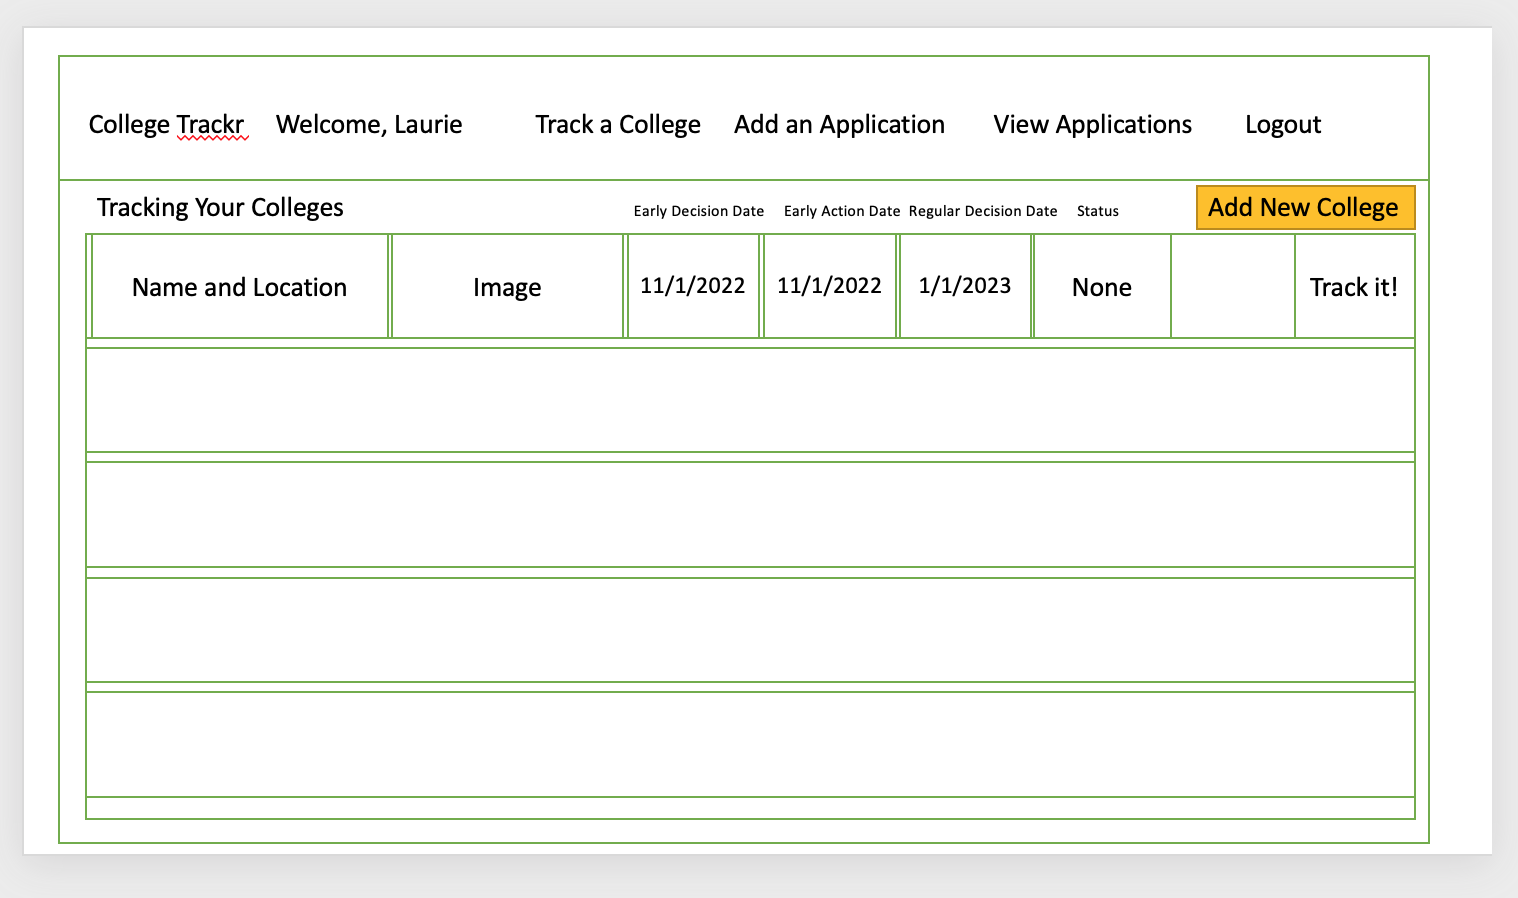 College Trackr Welcome, Laurie Track a College Add an Application View Applications Logout
Tracking Your Colleges Early Decision Date Early Action Date Regular Decision Date Status Add New College
Name and Location Image 11/1/2022 11/1/2022 1/1/2023 None Track it!